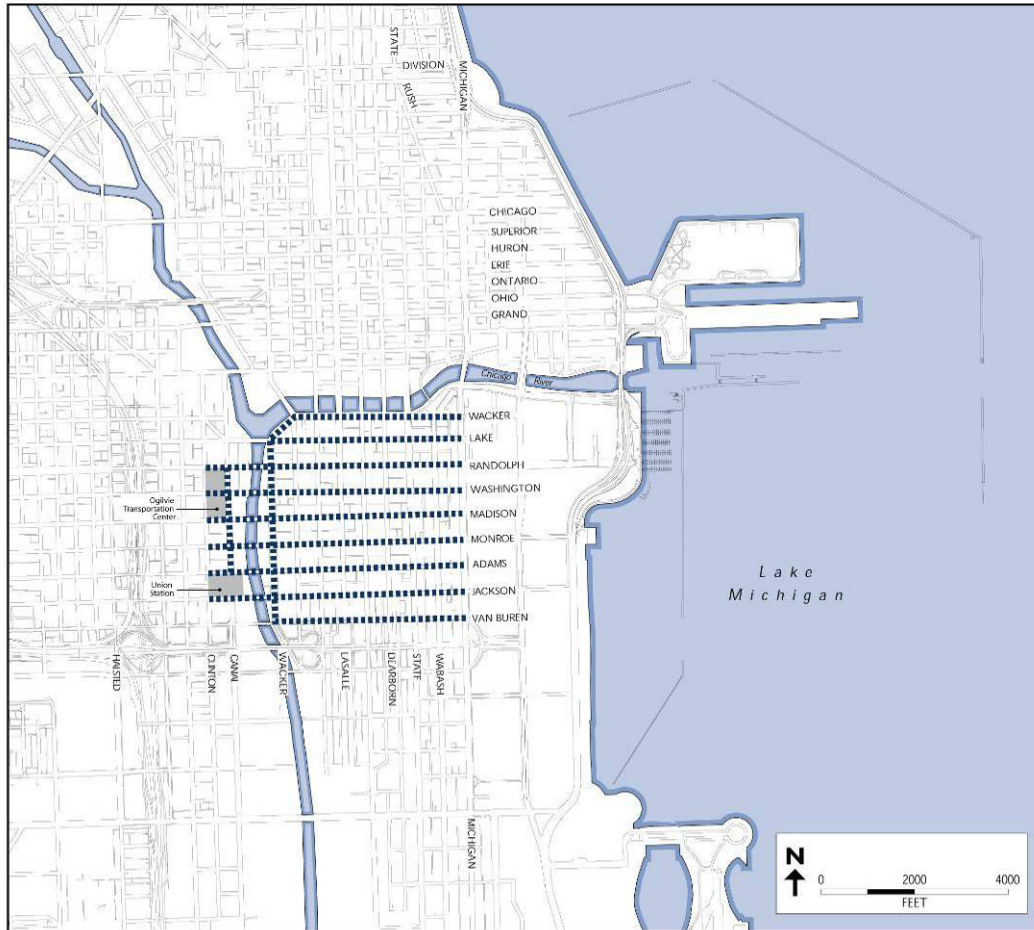 STATE
DIVISION
MICHIGAN
RUSH
CHICAGO
SUPERIOR
HURON
ERIE
ONTARIO
OHIO
GRAND
Chicago River
WACKER
LAKE
RANDOLPH
WASHINGTON
Ogilvie
Transportation
Center
MADISON
MONROE
ADAMS
Union
Station
JACKSON
VAN BUREN
Lake
Michigan
HALSTED
CLINTON
CANAL
WACKER
LASALLE
DEARBORN
STATE
WABASH
MICHIGAN
N
0 2000 4000
FEET